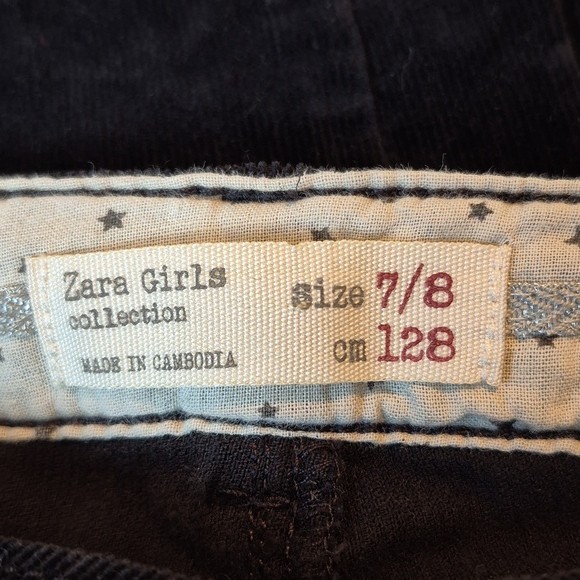 Zara Girls
collection
MADE IN CAMBODIA
Size 7/8
cm 128